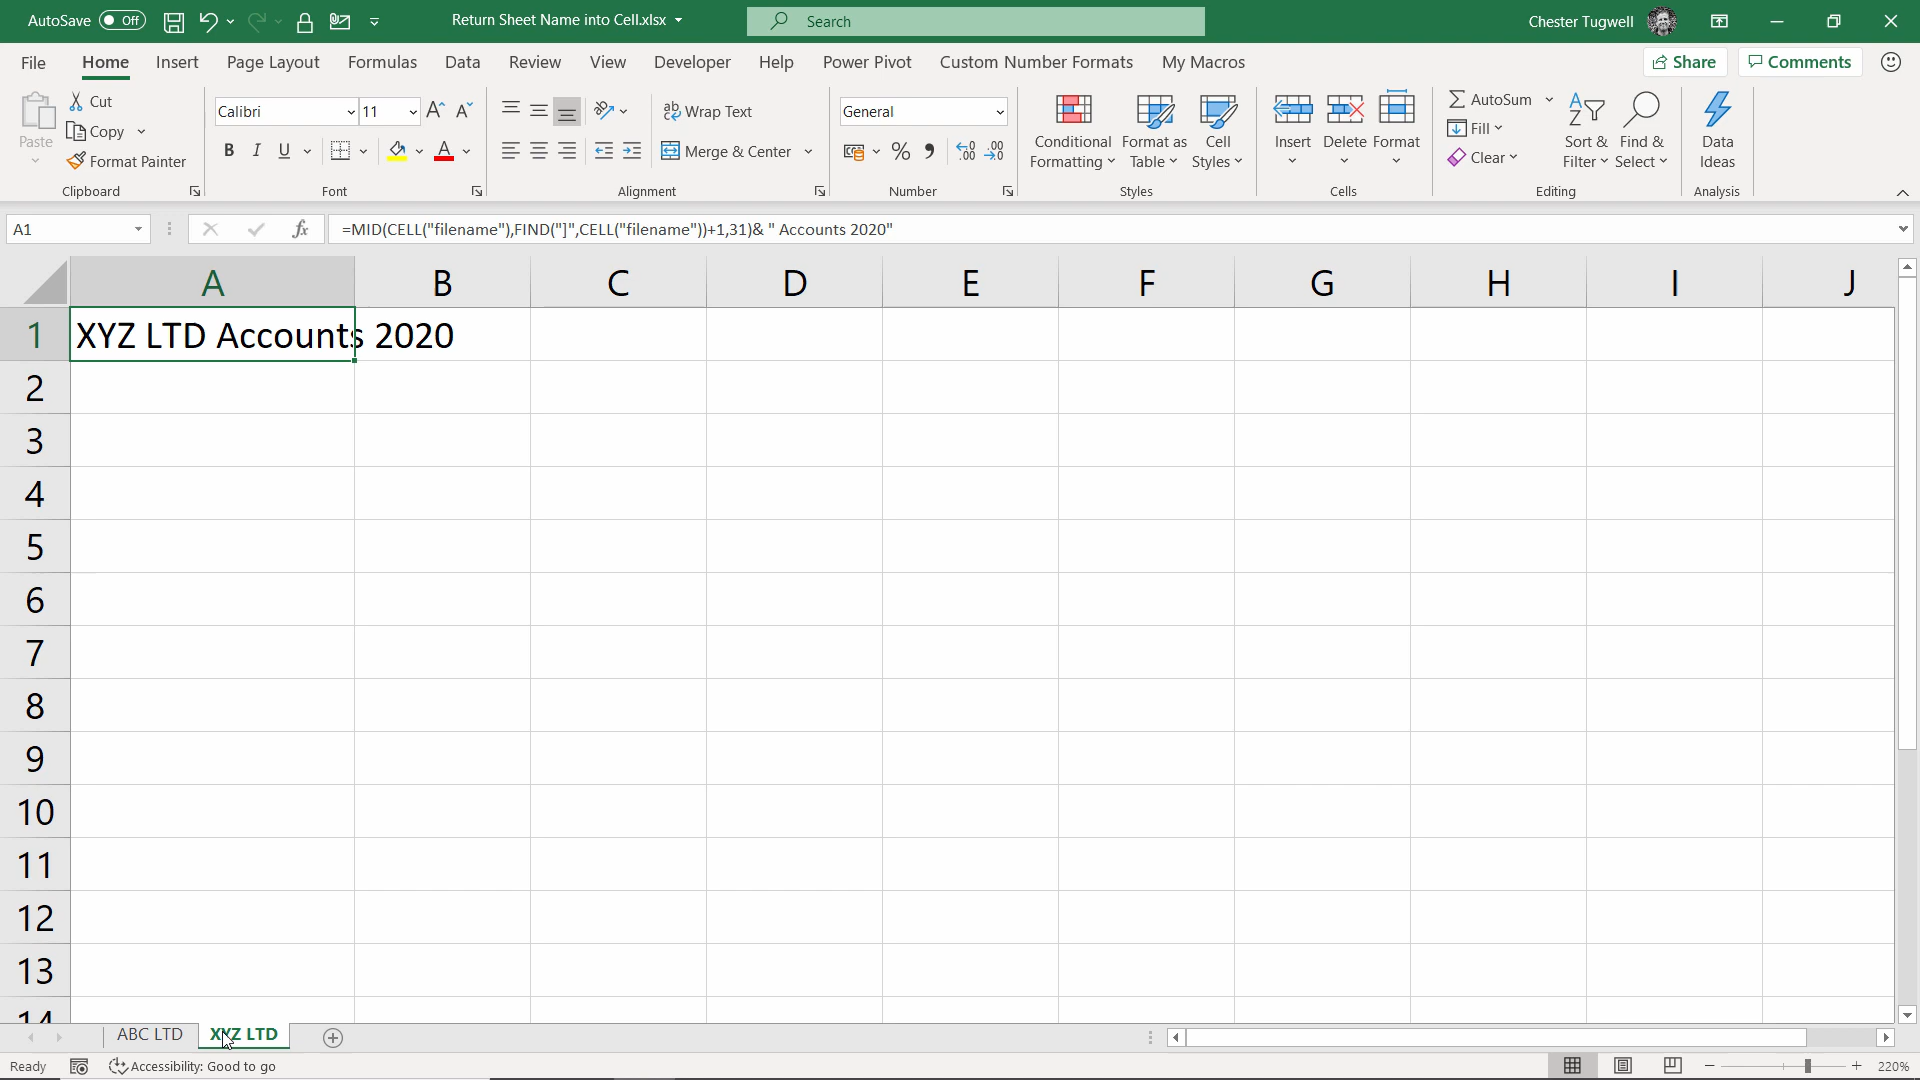 AutoSave Off Return Sheet Name into Cell.xlsx Search Chester Tugwell
File Home Insert Page Layout Formulas Data Review View Developer Help Power Pivot Custom Number Formats My Macros Share Comments
Paste
Cut
Copy
Format Painter
Clipboard
Calibri 11
B I U A
Font
ab Wrap Text
Merge & Center
Alignment
General
% , .00
Number
Conditional Formatting
Format as Table
Cell Styles
Styles
Insert Delete Format
Cells
AutoSum
Fill
Clear
Sort & Filter
Find & Select
Editing
Data Ideas
Analysis
A1 fx =MID(CELL("filename"),FIND("]",CELL("filename"))+1,31)& " Accounts 2020"
A B C D E F G H I J
1 XYZ LTD Accounts 2020
2
3
4
5
6
7
8
9
10
11
12
13
14
ABC LTD XYZ LTD
Ready Accessibility: Good to go 220%